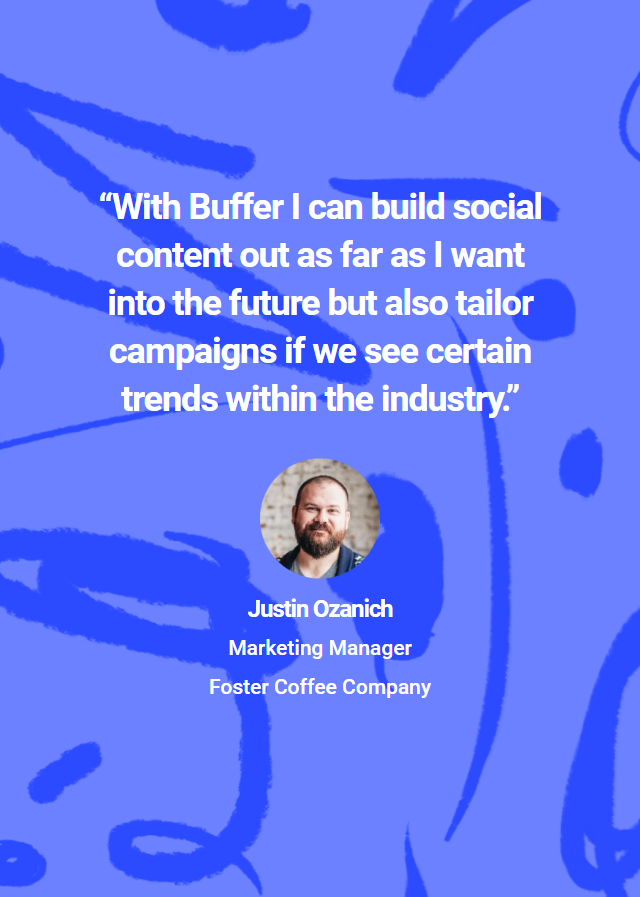 “With Buffer I can build social
content out as far as I want
into the future but also tailor
campaigns if we see certain
trends within the industry.”
Justin Ozanich
Marketing Manager
Foster Coffee Company